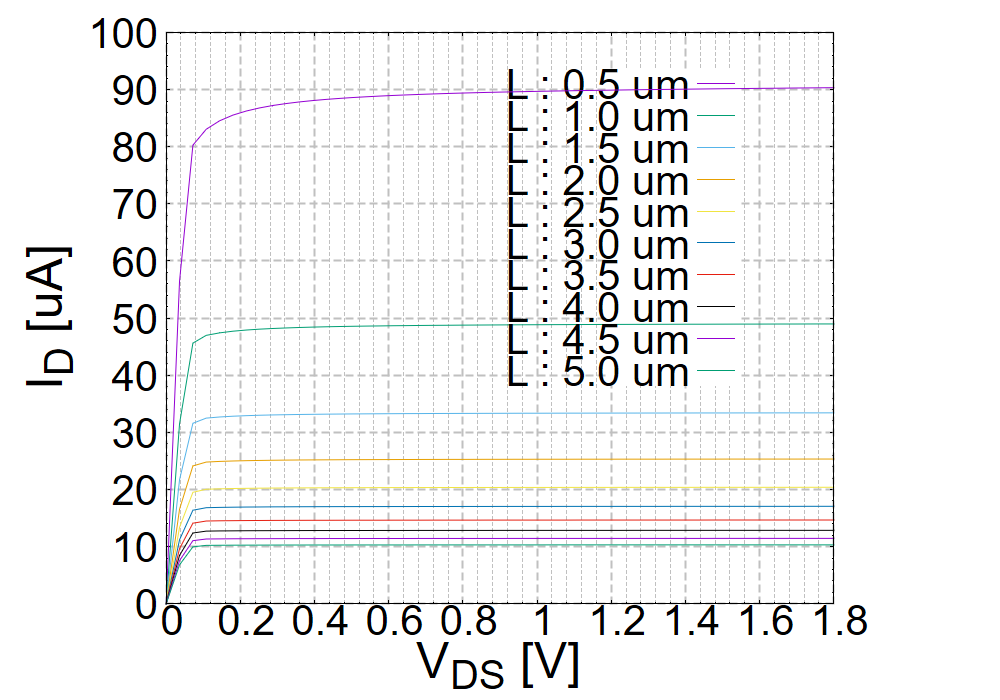 100
90
80
70
60
50
40
30
20
10
0
I_D [uA]
L : 0.5 um
L : 1.0 um
L : 1.5 um
L : 2.0 um
L : 2.5 um
L : 3.0 um
L : 3.5 um
L : 4.0 um
L : 4.5 um
L : 5.0 um
0 0.2 0.4 0.6 0.8 1 1.2 1.4 1.6 1.8
V_DS [V]